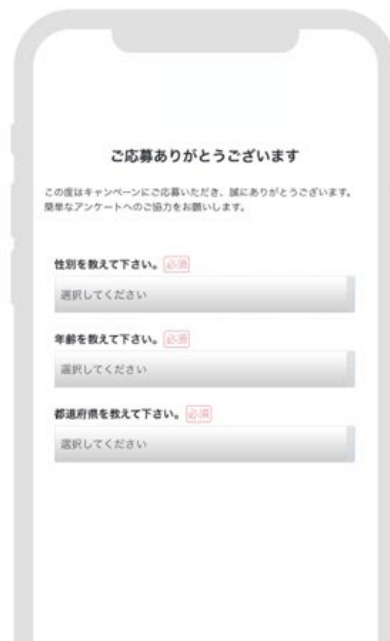 ご応募ありがとうございます
この度はキャンペーンにご応募いただき、誠にありがとうございます。
簡単なアンケートへのご協力をお願いします。
性別を教えて下さい。 必須
選択してください
年齢を教えて下さい。 必須
選択してください
都道府県を教えて下さい。 必須
選択してください